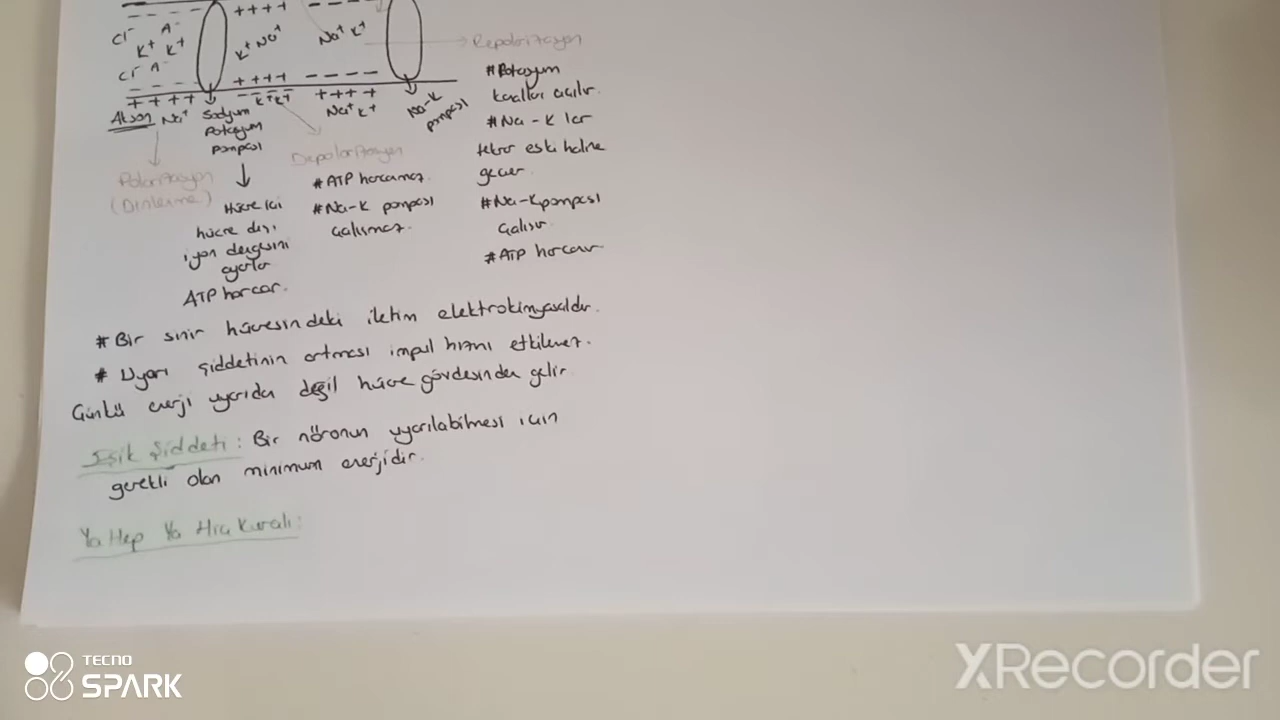 ++++
----
Cl⁻ A⁻
K⁺ K⁺
K⁺ Na⁺
Na⁺ K⁺
Cl⁻ A⁻
++++
----
++++
K⁺K⁺
++++
Akson Na⁺
Na⁺ K⁺
Sodyum
Potasyum
pompası
Na-K
pompası
Polarizasyon
(Dinlenme)
Hücre içi
hücre dışı
iyon dengesini
ayarlar
ATP harcar.
Depolarizasyon
#ATP harcamaz.
#Na-K pompası
çalışmaz.
Repolarizasyon
#Potasyum
kanalları açılır.
#Na-K lar
tekrar eski haline
geçer.
#Na-K pompası
çalışır
#ATP harcanır
# Bir sinir hücresindeki iletim elektrokimyasaldır.
# Uyarı şiddetinin artması impuls hızını etkilemez.
Çünkü enerji uyarıdan değil hücre gövdesinden gelir
Eşik Şiddeti: Bir nöronun uyarılabilmesi için
gerekli olan minimum enerjidir.
Ya Hep Ya Hiç Kuralı:
TECNO
SPARK
XRecorder